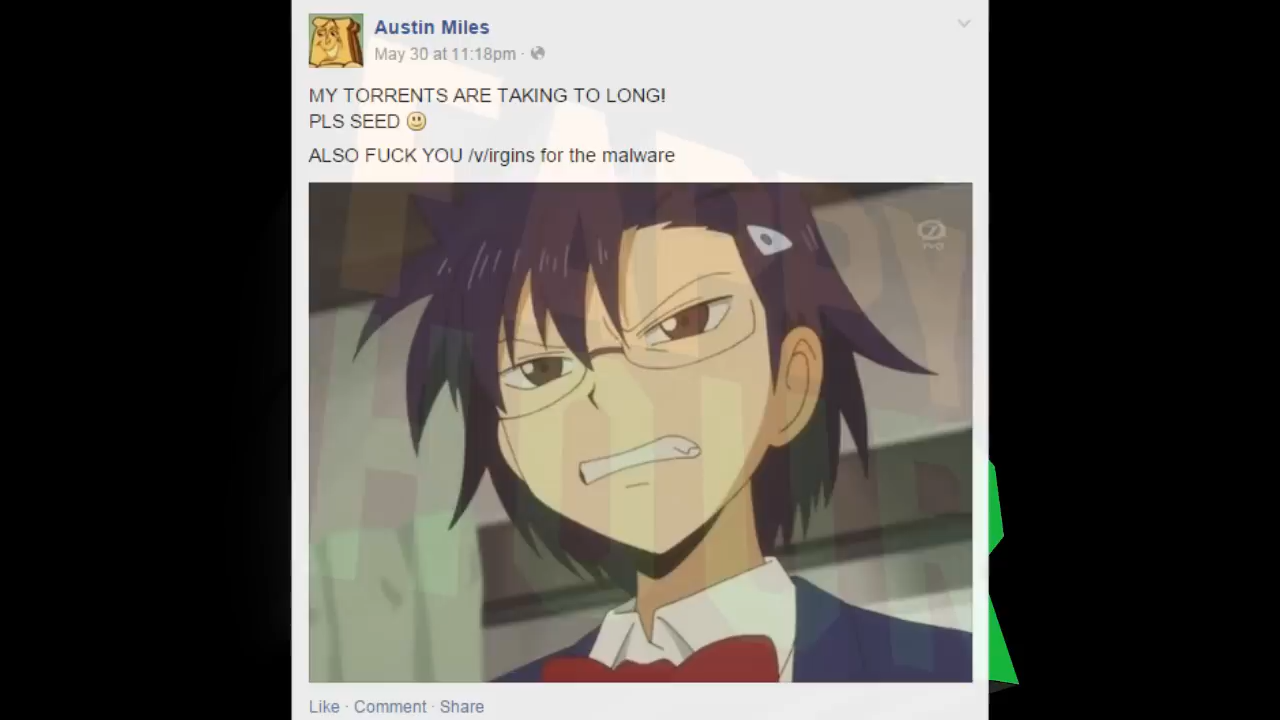 Austin Miles
May 30 at 11:18pm ·
MY TORRENTS ARE TAKING TO LONG!
PLS SEED
ALSO FUCK YOU /v/irgins for the malware
Like · Comment · Share